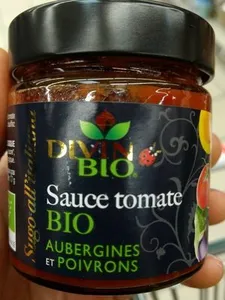 DIVIN
BIO
Sauce tomate
BIO
AUBERGINES
ET POIVRONS
Sugo all'italiana